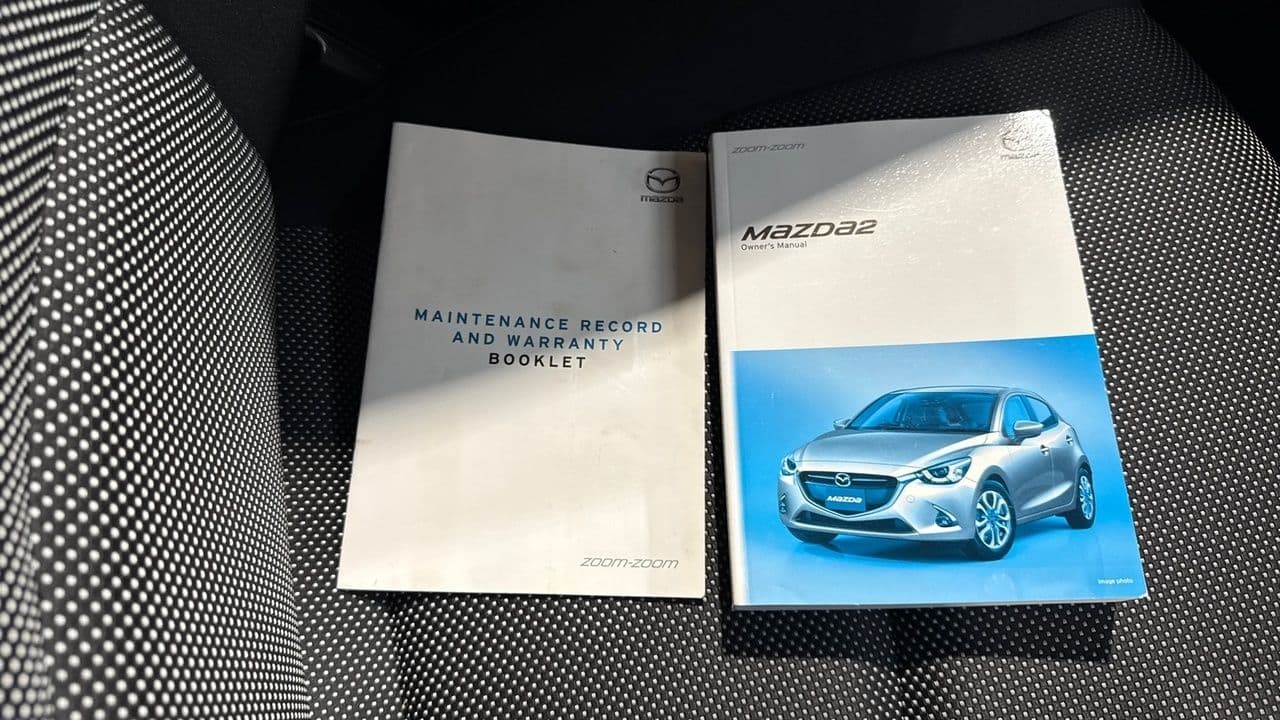 mazda
MAINTENANCE RECORD
AND WARRANTY
BOOKLET
zoom-zoom
zoom-zoom
mazda
mazda2
Owner's Manual
mazda
Image photo